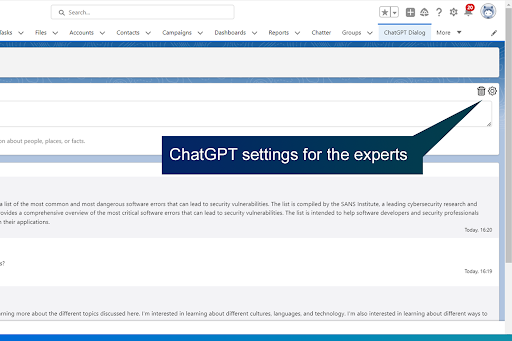 Search...
20
Tasks Files Accounts Contacts Campaigns Dashboards Reports Chatter Groups ChatGPT Dialog More
on about people, places, or facts.
ChatGPT settings for the experts
a list of the most common and most dangerous software errors that can lead to security vulnerabilities. The list is compiled by the SANS Institute, a leading cybersecurity research and
ovides a comprehensive overview of the most critical software errors that can lead to security vulnerabilities. The list is intended to help software developers and security professionals
their applications.
Today, 16:20
s?
Today, 16:19
arning more about the different topics discussed here. I'm interested in learning about different cultures, languages, and technology. I'm also interested in learning about different ways to